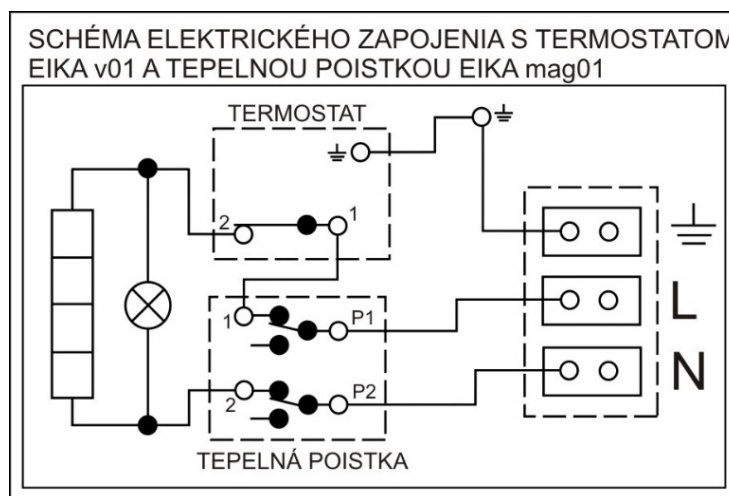 SCHÉMA ELEKTRICKÉHO ZAPOJENIA S TERMOSTATOM
EIKA v01 A TEPELNOU POISTKOU EIKA mag01
TERMOSTAT
2
1
L
1
P1
N
2
P2
TEPELNÁ POISTKA